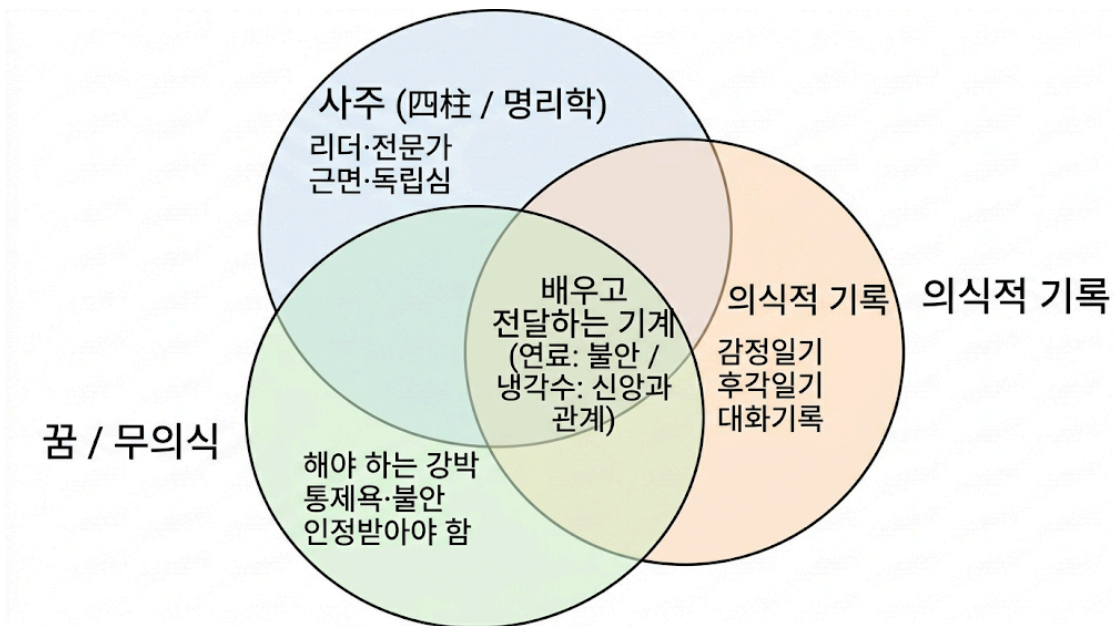 사주 (四柱 / 명리학)
리더·전문가
근면·독립심
배우고
전달하는 기계
(연료: 불안 /
냉각수: 신앙과
관계)
의식적 기록
의식적 기록
감정일기
후각일기
대화기록
꿈 / 무의식
해야 하는 강박
통제욕·불안
인정받아야 함